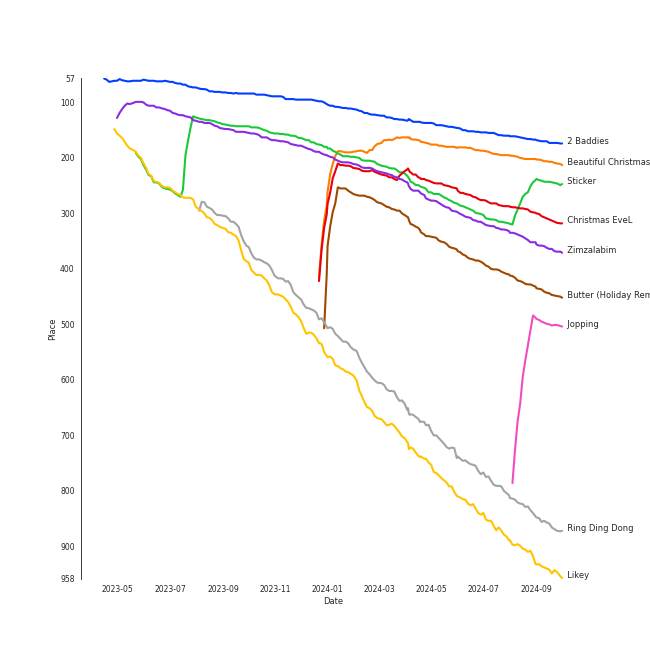 57
100
200
300
400
500
600
700
800
900
958
Place
2 Baddies
Beautiful Christmas
Sticker
Christmas EveL
Zimzalabim
Butter (Holiday Rem
Jopping
Ring Ding Dong
Likey
2023-05 2023-07 2023-09 2023-11 2024-01 2024-03 2024-05 2024-07 2024-09
Date